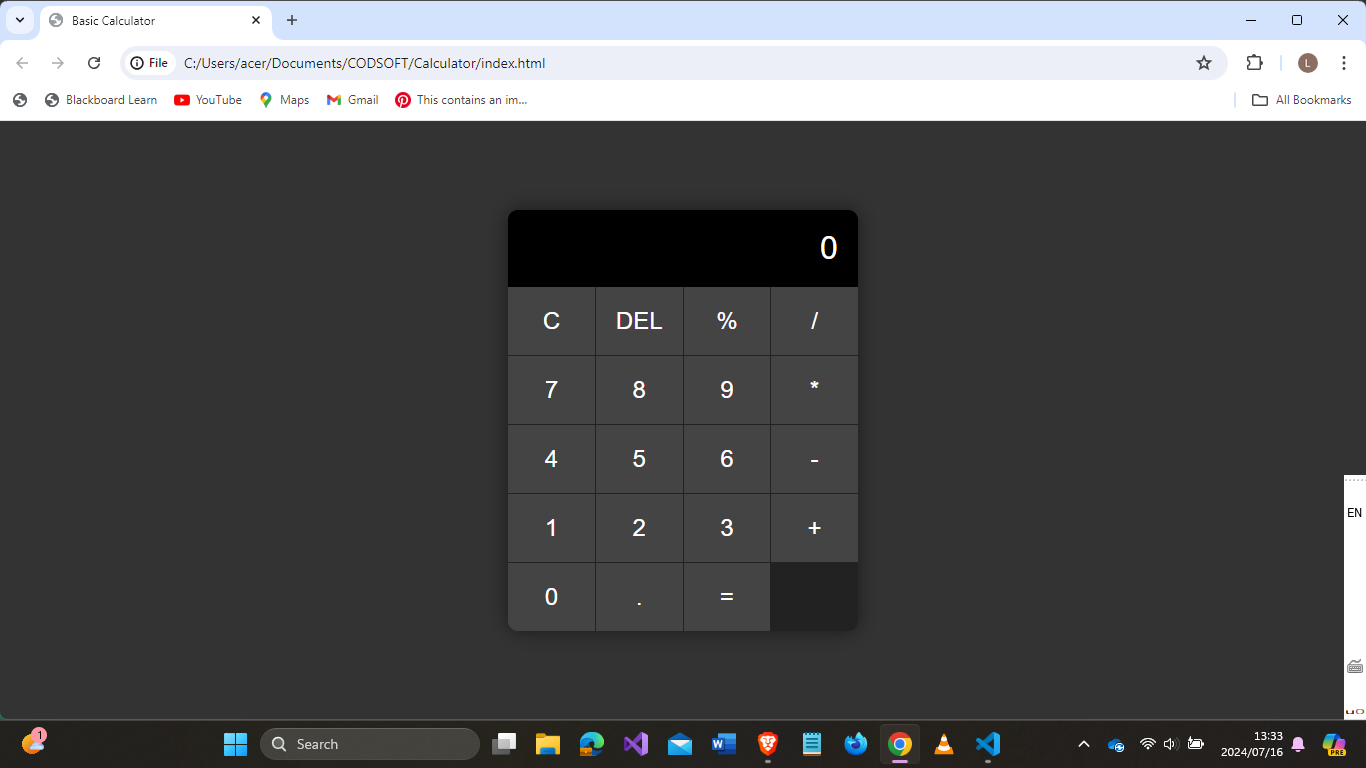 Basic Calculator
File C:/Users/acer/Documents/CODSOFT/Calculator/index.html L
Blackboard Learn YouTube Maps Gmail This contains an im... All Bookmarks
0
C DEL % /
7 8 9 *
4 5 6 -
EN
1 2 3 +
0 . =
1 Search W PRE 13:33
2024/07/16